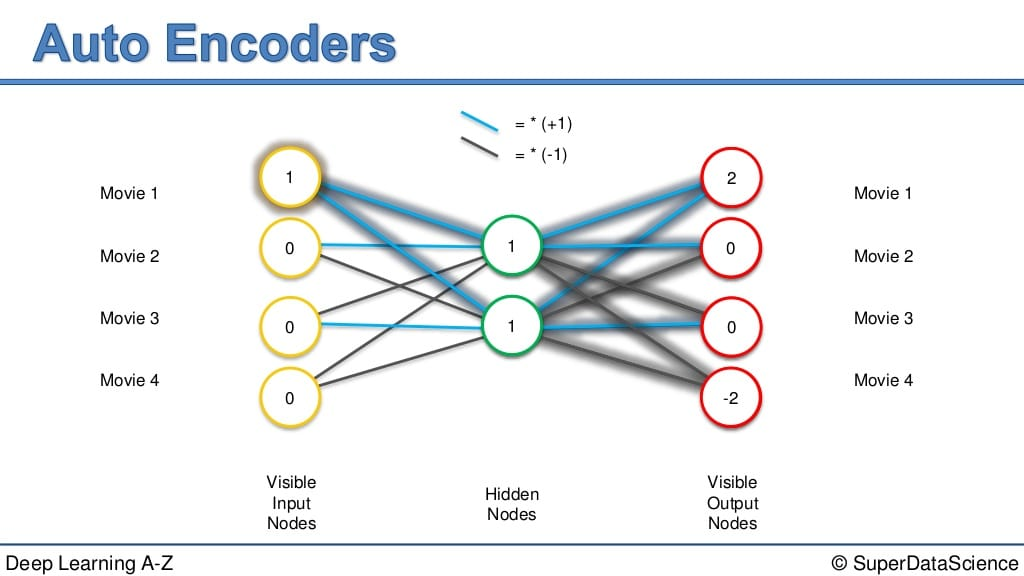 Auto Encoders
= * (+1)
= * (-1)
Movie 1
1
2
Movie 1
Movie 2
0
1
0
Movie 2
Movie 3
0
1
0
Movie 3
Movie 4
0
-2
Movie 4
Visible
Input
Nodes
Hidden
Nodes
Visible
Output
Nodes
Deep Learning A-Z
© SuperDataScience